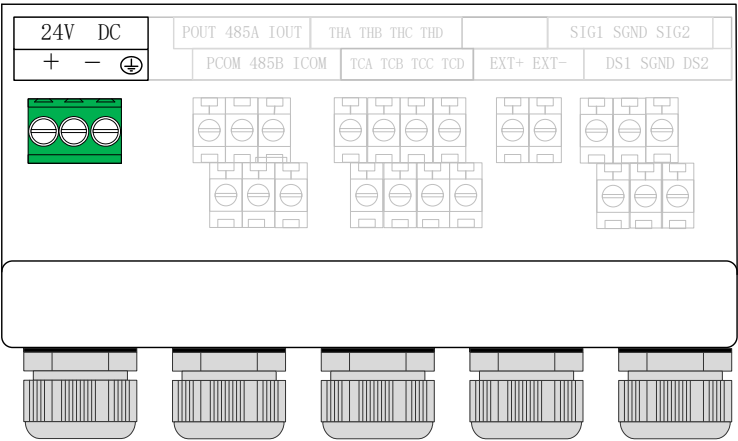 24V DC
+ −
POUT 485A IOUT
PCOM 485B ICOM
THA THB THC THD
TCA TCB TCC TCD
EXT+ EXT-
SIG1 SGND SIG2
DS1 SGND DS2